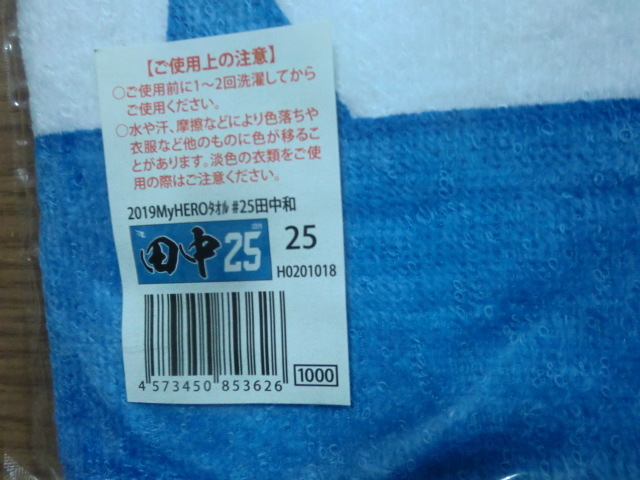 【ご使用上の注意】
○ご使用前に1～2回洗濯してから
ご使用ください。
○水や汗、摩擦などにより色落ちや
衣服など他のものに色が移るこ
とがあります。淡色の衣類をご使
用の際はご注意ください。
2019MyHEROﾀｵﾙ #25田中和
田中 25
25
H0201018
4 573450 853626
1000